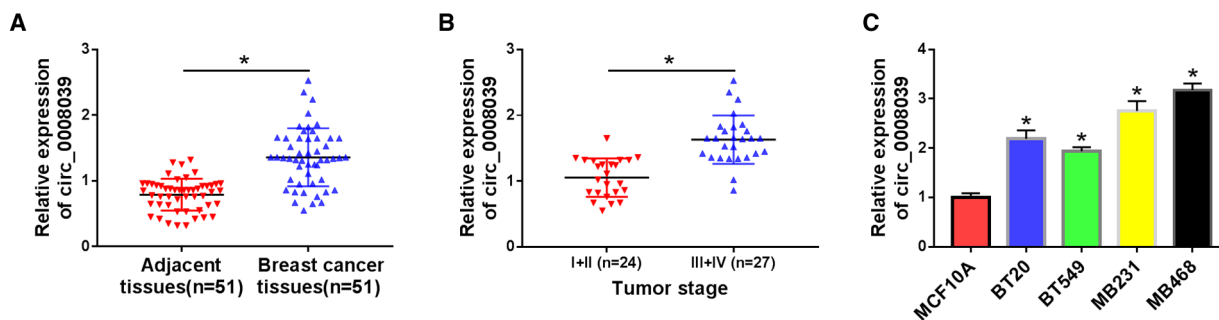 A
Relative expression
of circ_0008039
3
2
1
0
*
Adjacent
tissues(n=51)
Breast cancer
tissues(n=51)
B
Relative expression
of circ_0008039
3
2
1
0
*
I+II (n=24)
III+IV (n=27)
Tumor stage
C
Relative expression
of circ_0008039
4
3
2
1
0
*
*
*
*
MCF10A
BT20
BT549
MB231
MB468